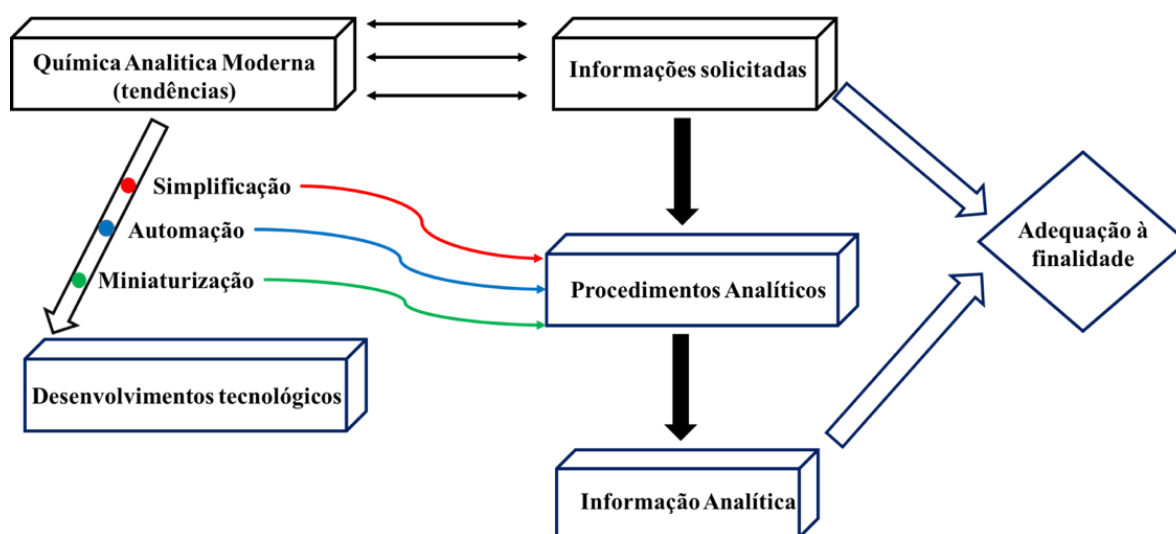 Química Analitica Moderna
(tendências)
Informações solicitadas
Simplificação
Automação
Miniaturização
Procedimentos Analíticos
Adequação à
finalidade
Desenvolvimentos tecnológicos
Informação Analítica